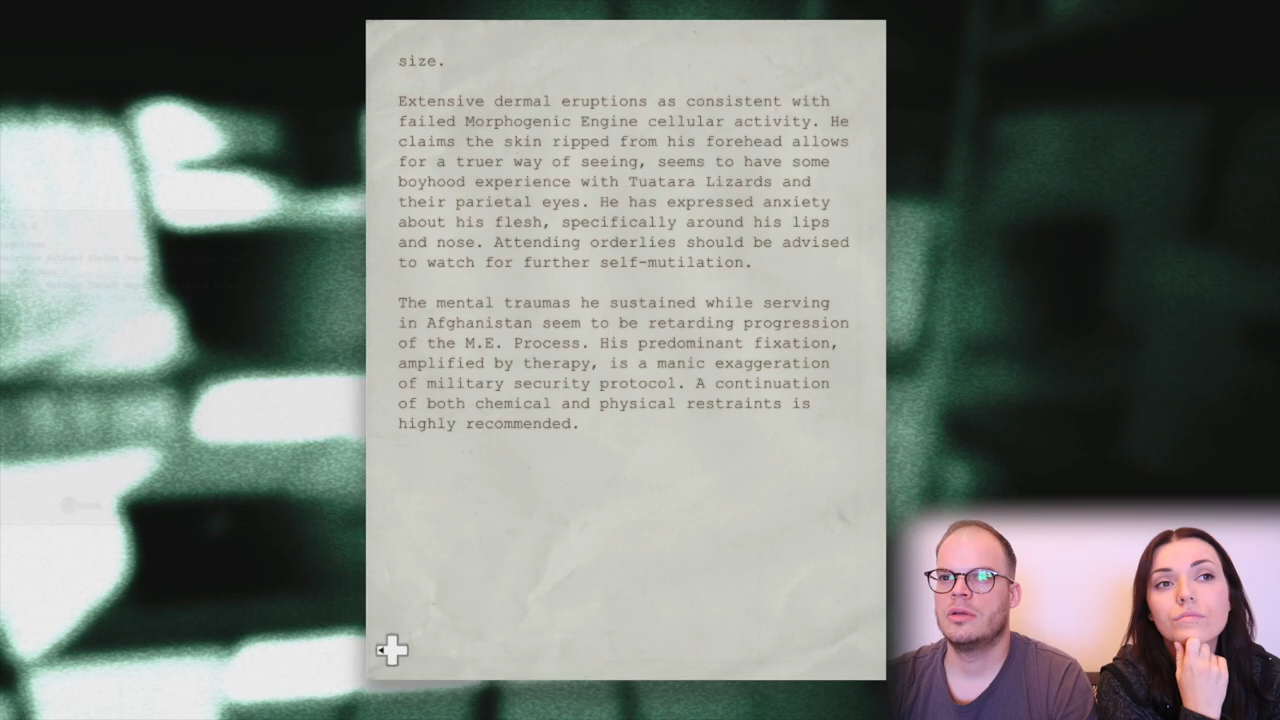 size.
Extensive dermal eruptions as consistent with
failed Morphogenic Engine cellular activity. He
claims the skin ripped from his forehead allows
for a truer way of seeing, seems to have some
boyhood experience with Tuatara Lizards and
their parietal eyes. He has expressed anxiety
about his flesh, specifically around his lips
and nose. Attending orderlies should be advised
to watch for further self-mutilation.
The mental traumas he sustained while serving
in Afghanistan seem to be retarding progression
of the M.E. Process. His predominant fixation,
amplified by therapy, is a manic exaggeration
of military security protocol. A continuation
of both chemical and physical restraints is
highly recommended.